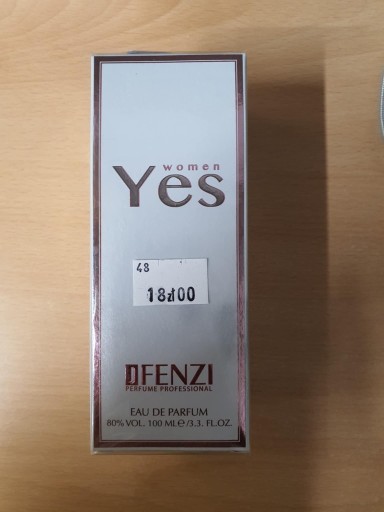 women
Yes
48
18zł00
JFENZI
PERFUME PROFESSIONAL
EAU DE PARFUM
80% VOL. 100 ML℮/3.3. FL.OZ.